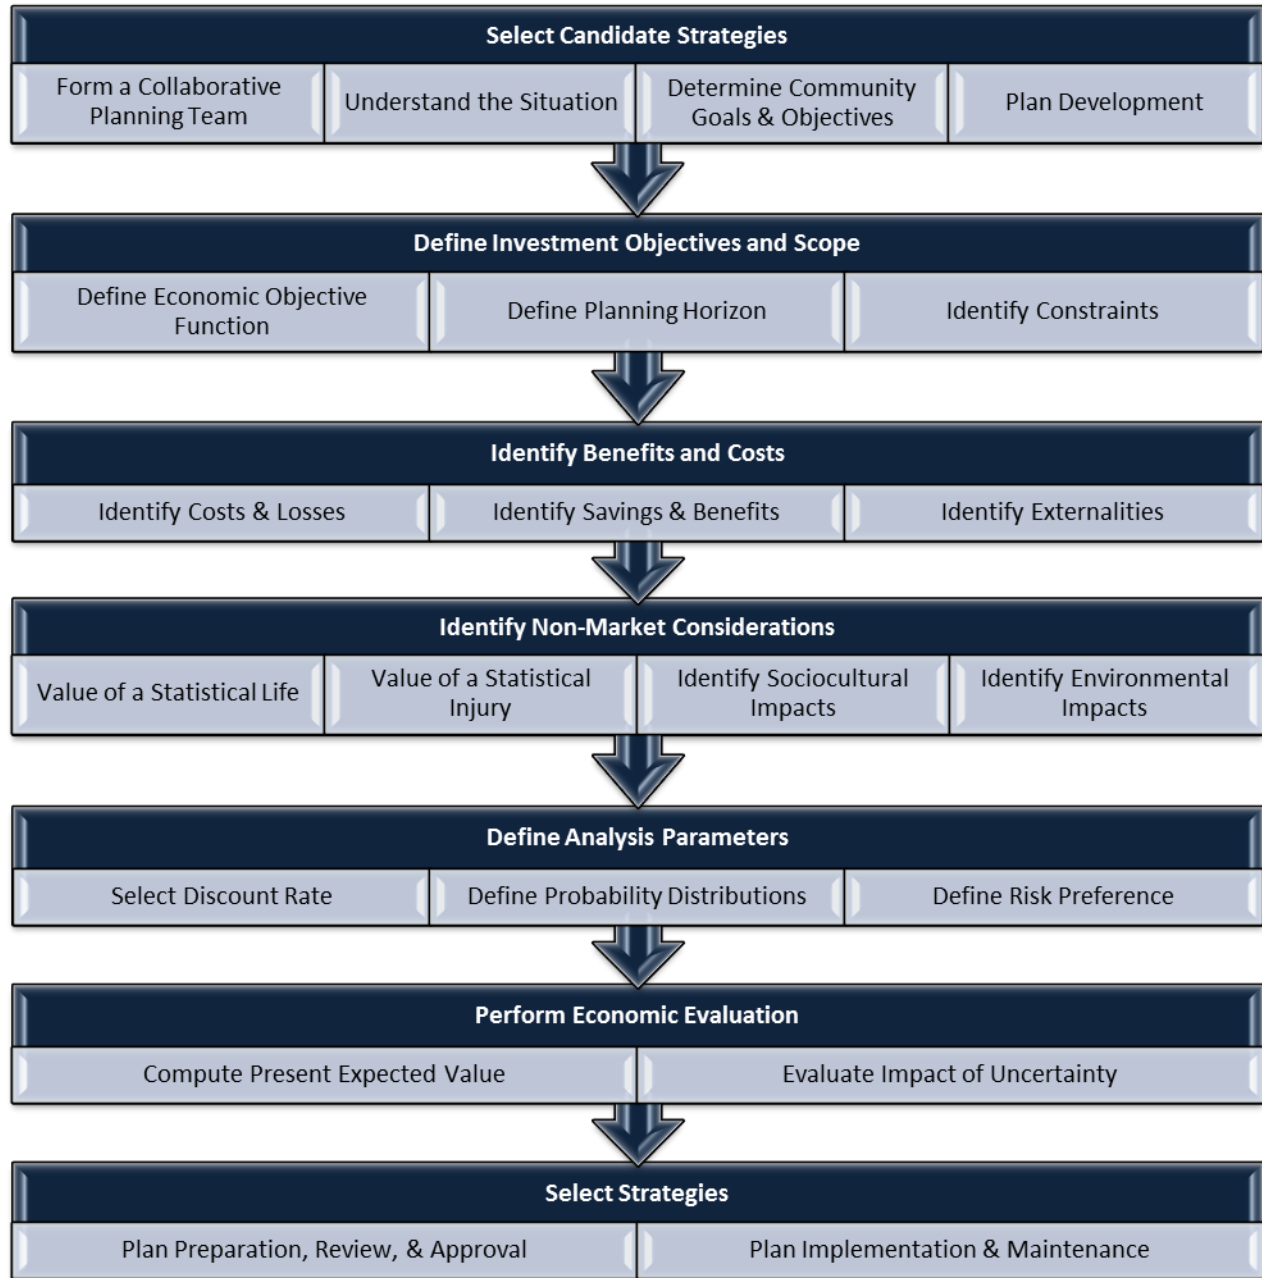 Select Candidate Strategies
Form a Collaborative
Planning Team
Understand the Situation
Determine Community
Goals & Objectives
Plan Development
Define Investment Objectives and Scope
Define Economic Objective
Function
Define Planning Horizon
Identify Constraints
Identify Benefits and Costs
Identify Costs & Losses
Identify Savings & Benefits
Identify Externalities
Identify Non-Market Considerations
Value of a Statistical Life
Value of a Statistical
Injury
Identify Sociocultural
Impacts
Identify Environmental
Impacts
Define Analysis Parameters
Select Discount Rate
Define Probability Distributions
Define Risk Preference
Perform Economic Evaluation
Compute Present Expected Value
Evaluate Impact of Uncertainty
Select Strategies
Plan Preparation, Review, & Approval
Plan Implementation & Maintenance